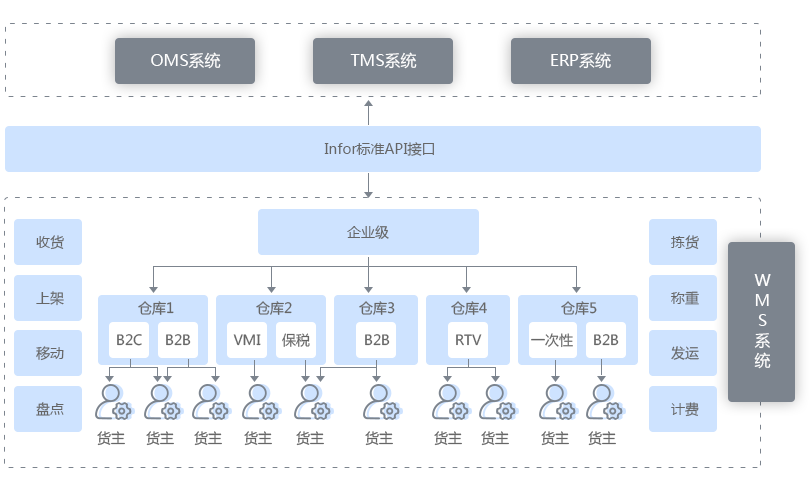 OMS系统
TMS系统
ERP系统
Infor标准API接口
企业级
收货
上架
移动
盘点
仓库1
B2C
B2B
仓库2
VMI
保税
仓库3
B2B
仓库4
RTV
仓库5
一次性
B2B
货主
货主
货主
货主
货主
货主
货主
货主
货主
货主
拣货
称重
发运
计费
WMS系统